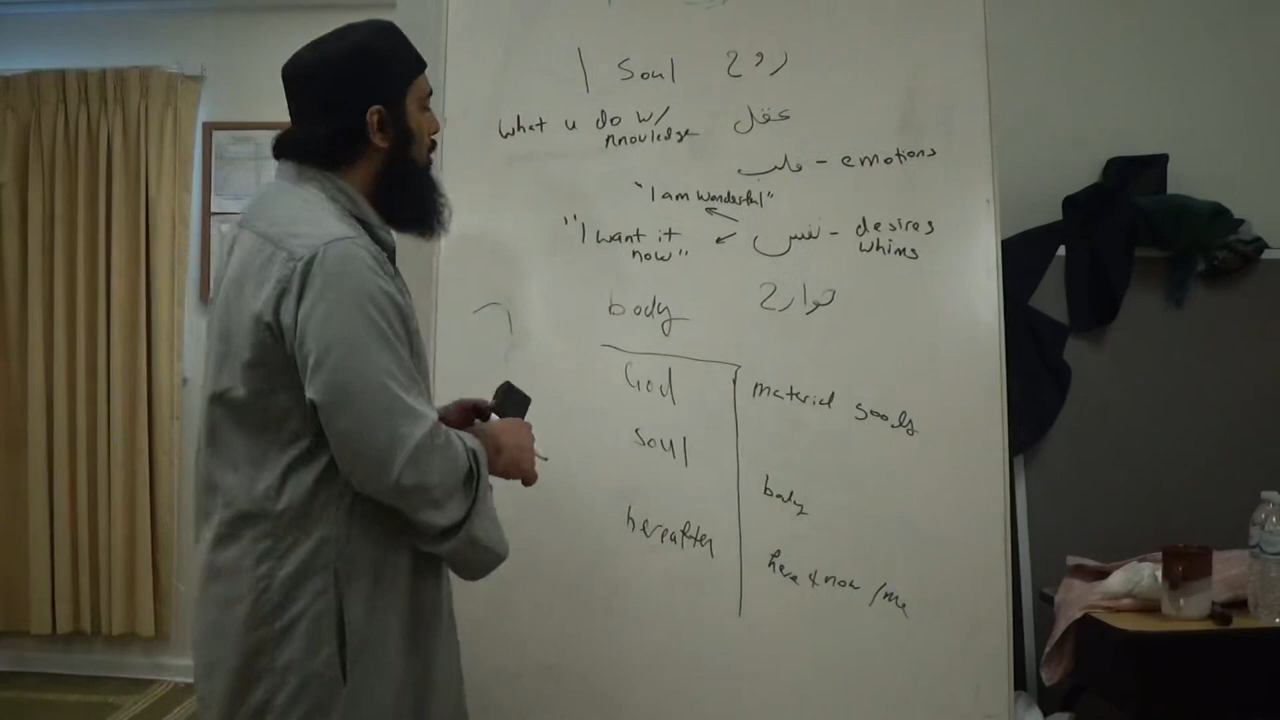 | Soul روح
what u do w/ knowledge عقل
قلب - emotions
"I am wonderful"
"I want it now" نفس - desires whims
body جوارح
God material goods
soul body
hereafter here & now / me